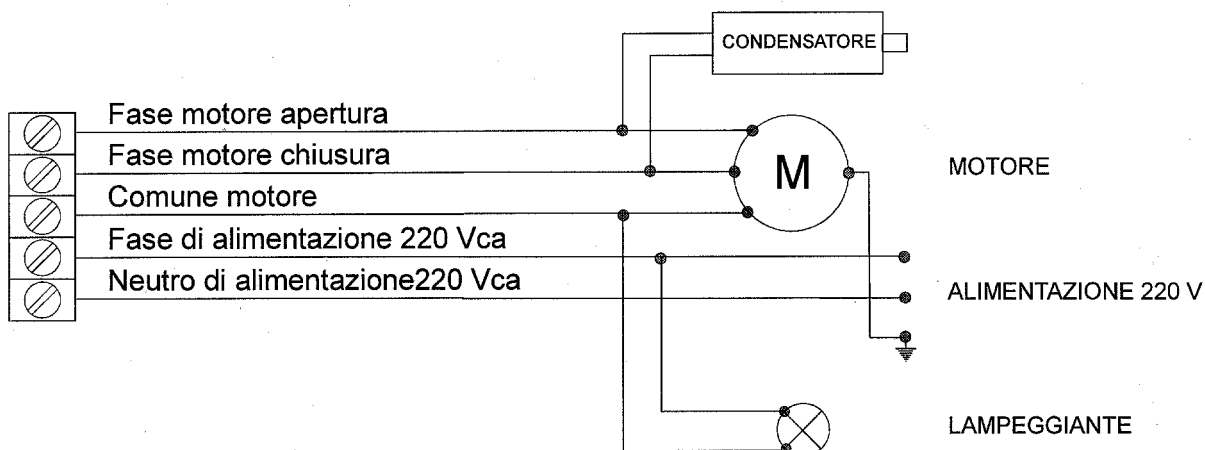 CONDENSATORE
Fase motore apertura
Fase motore chiusura
M
MOTORE
Comune motore
Fase di alimentazione 220 Vca
Neutro di alimentazione220 Vca
ALIMENTAZIONE 220 V
LAMPEGGIANTE